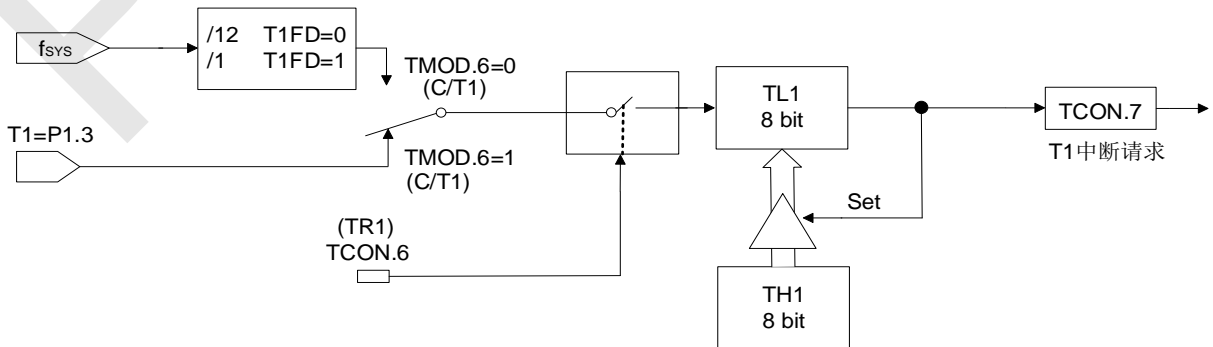 fSYS
/12 T1FD=0
/1 T1FD=1
TMOD.6=0
(C/T1)
T1=P1.3
TMOD.6=1
(C/T1)
(TR1)
TCON.6
TL1
8 bit
TCON.7
T1中断请求
Set
TH1
8 bit